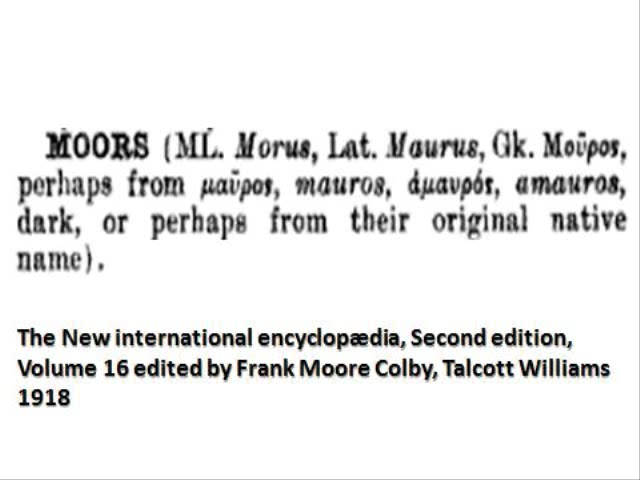 MOORS (ML. Morus, Lat. Maurus, Gk. Μοῦρος,
perhaps from μαῦρος, mauros, ἀμαυρός, amauros,
dark, or perhaps from their original native
name).
The New international encyclopædia, Second edition,
Volume 16 edited by Frank Moore Colby, Talcott Williams
1918